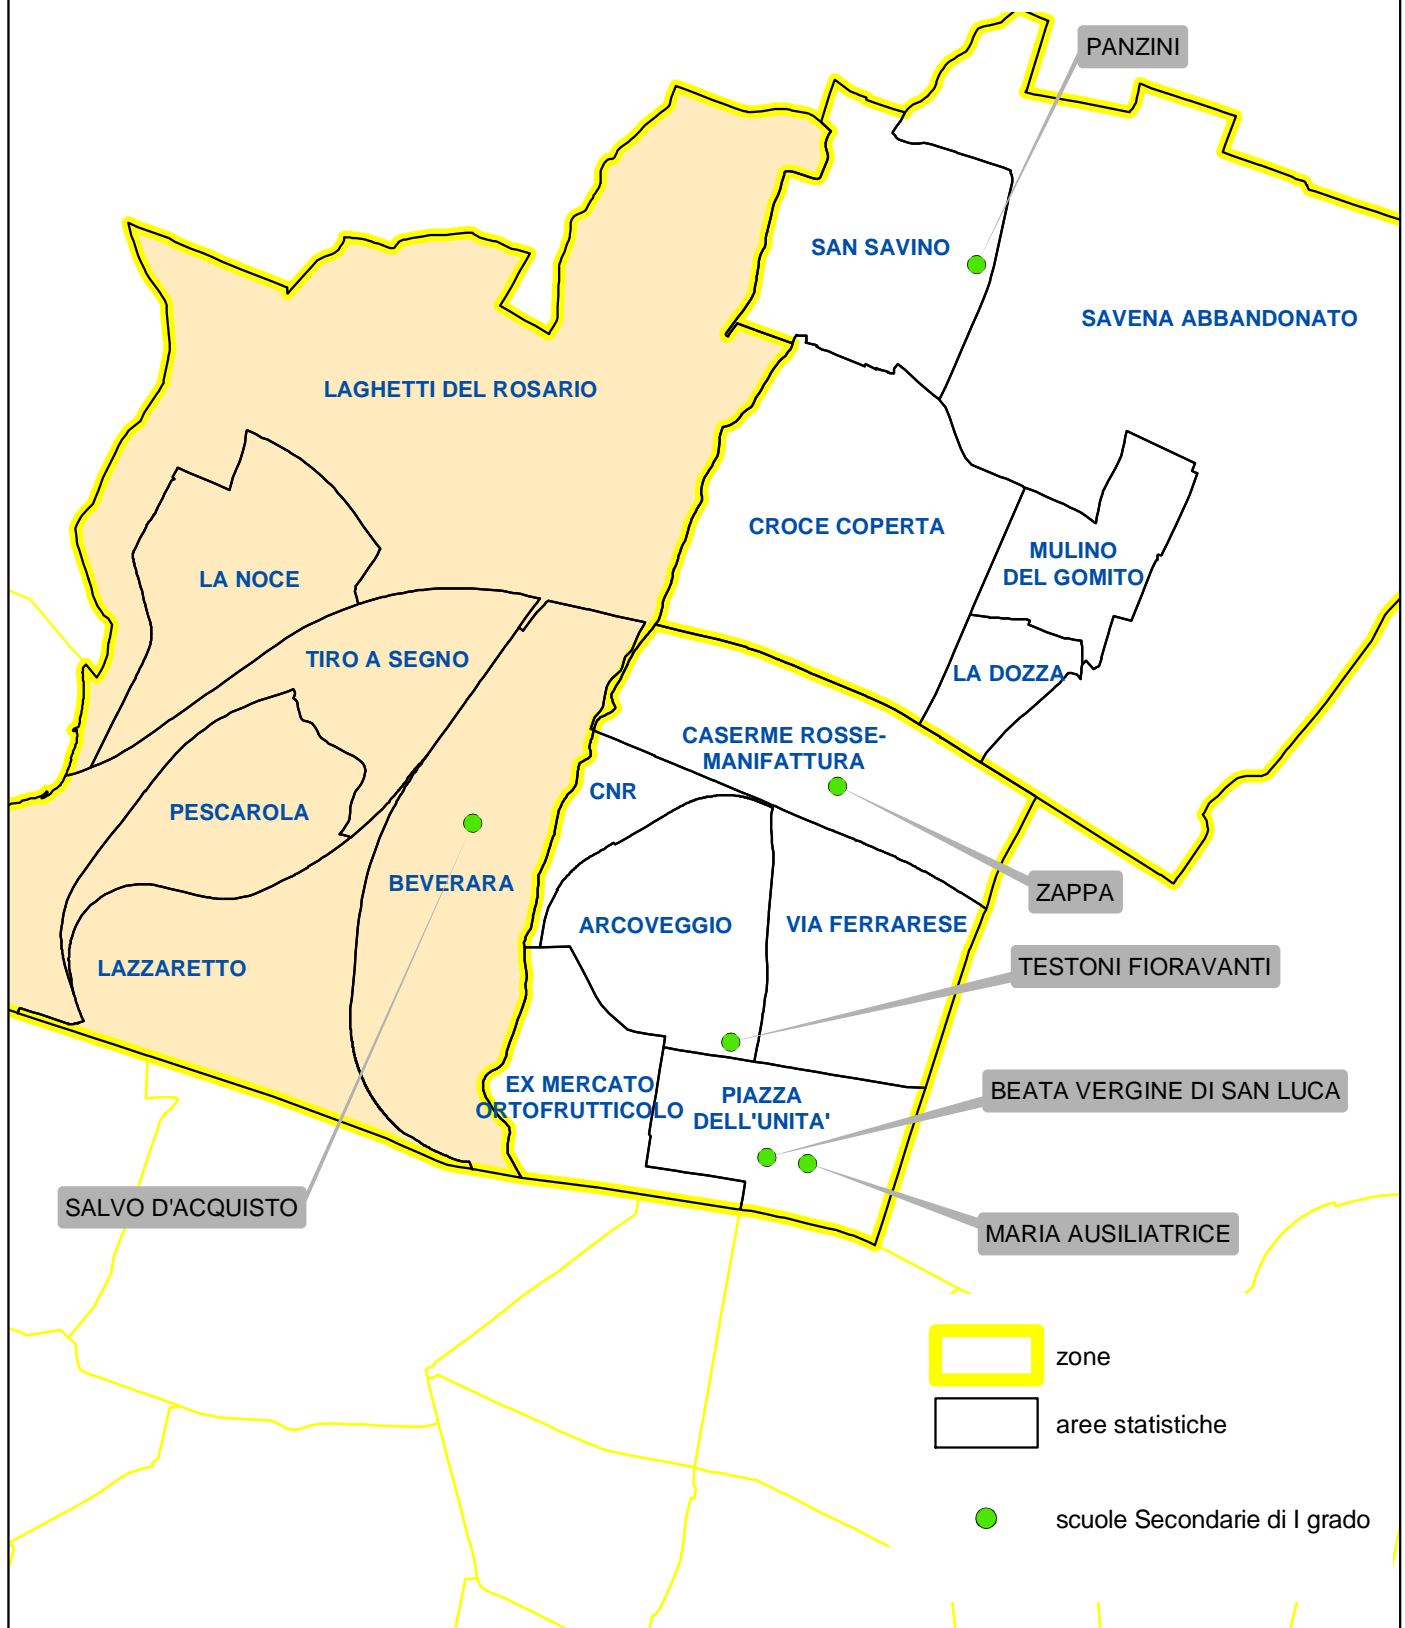 PANZINI
SAN SAVINO
SAVENA ABBANDONATO
LAGHETTI DEL ROSARIO
CROCE COPERTA
MULINO
DEL GOMITO
LA NOCE
TIRO A SEGNO
LA DOZZA
CASERME ROSSE-
MANIFATTURA
CNR
PESCAROLA
BEVERARA
ZAPPA
ARCOVEGGIO
VIA FERRARESE
LAZZARETTO
TESTONI FIORAVANTI
EX MERCATO
ORTOFRUTTICOLO
PIAZZA
DELL'UNITA'
BEATA VERGINE DI SAN LUCA
SALVO D'ACQUISTO
MARIA AUSILIATRICE
zone
aree statistiche
scuole Secondarie di I grado